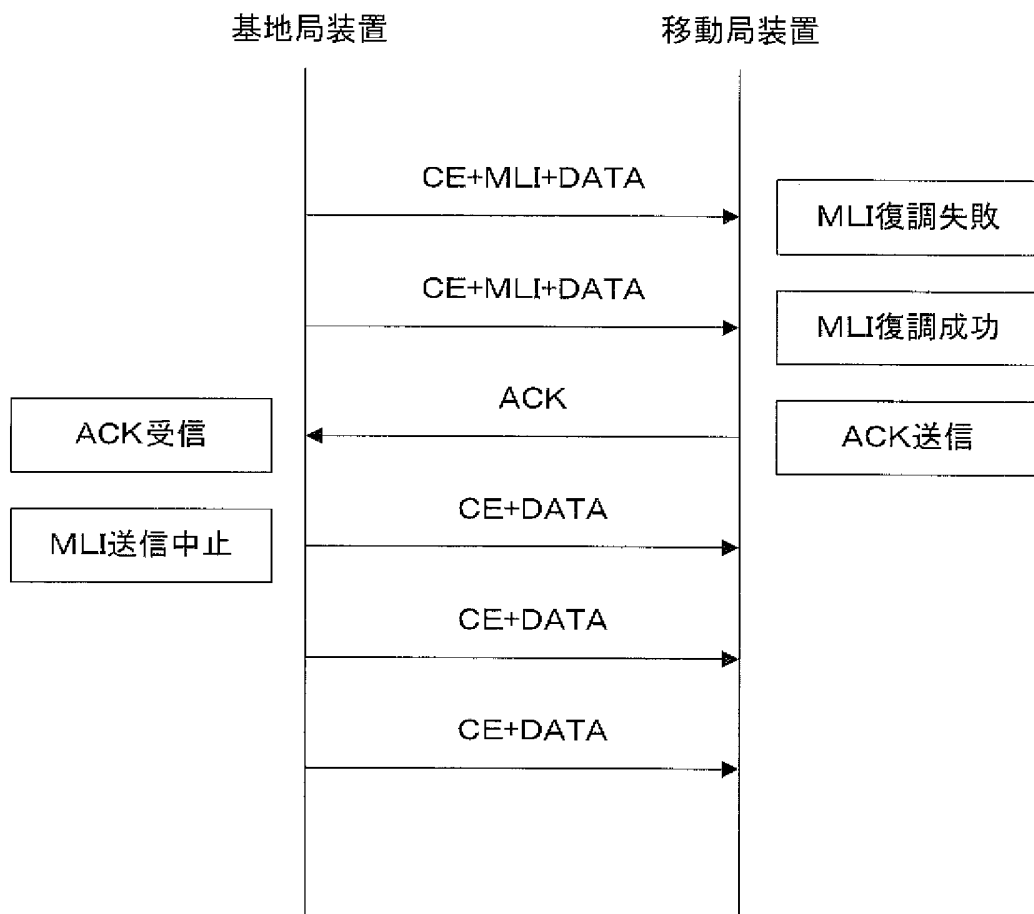 基地局装置
移動局装置
CE+MLI+DATA
MLI復調失敗
CE+MLI+DATA
MLI復調成功
ACK
ACK受信
ACK送信
CE+DATA
MLI送信中止
CE+DATA
CE+DATA